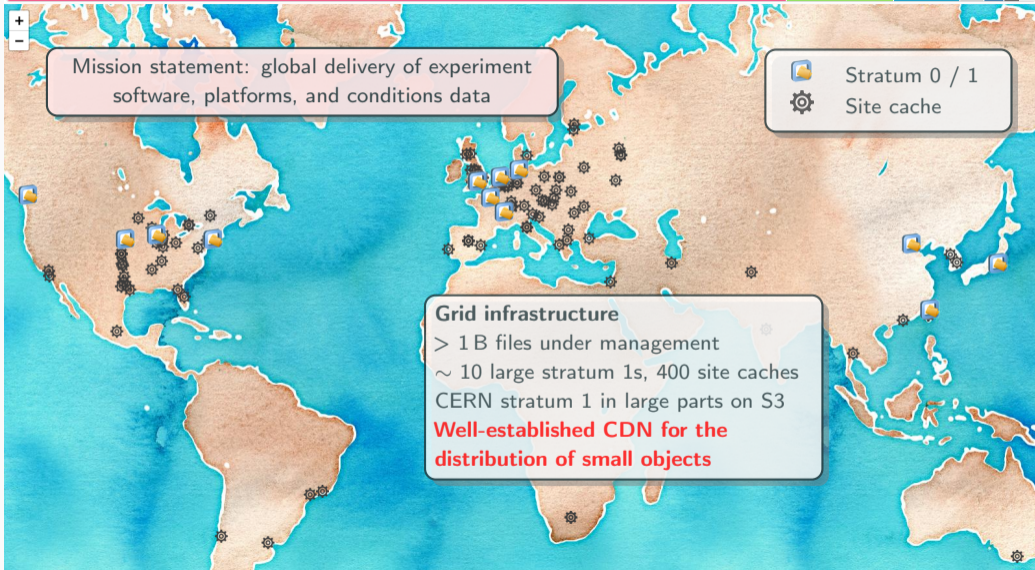 +
−
Mission statement: global delivery of experiment
software, platforms, and conditions data
Stratum 0 / 1
Site cache
Grid infrastructure
> 1 B files under management
∼ 10 large stratum 1s, 400 site caches
CERN stratum 1 in large parts on S3
Well-established CDN for the
distribution of small objects